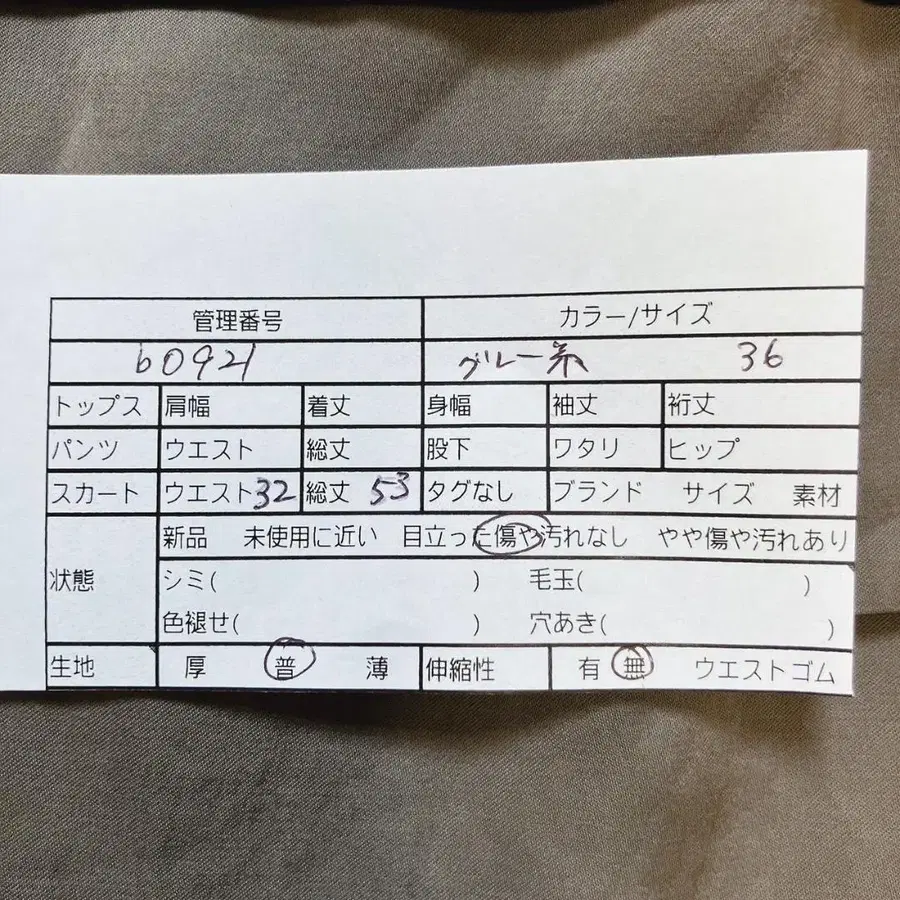 管理番号 カラー/サイズ
b0921 グレー系 36
トップス 肩幅 着丈 身幅 袖丈 裄丈
パンツ ウエスト 総丈 股下 ワタリ ヒップ
スカート ウエスト32 総丈 53 タグなし ブランド サイズ 素材
状態 新品 未使用に近い 目立った傷や汚れなし やや傷や汚れあり
シミ( ) 毛玉( )
色褪せ( ) 穴あき( )
生地 厚 普 薄 伸縮性 有 無 ウエストゴム